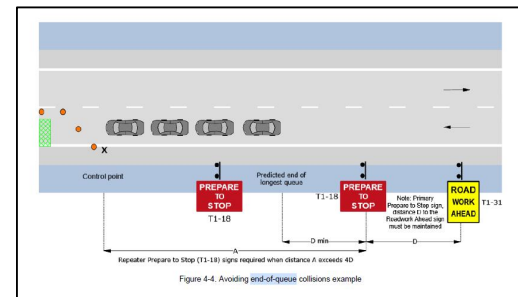 X
Control point
Predicted end of
longest queue
PREPARE
TO
STOP
T1-18
T1-18
PREPARE
TO
STOP
Note: Primary
Prepare to Stop sign,
distance D to the
Roadwork Ahead sign
must be maintained
ROAD
WORK
AHEAD
T1-31
D min
D
A
Repeater Prepare to Stop (T1-18) signs required when distance A exceeds 4D
Figure 4-4. Avoiding end-of-queue collisions example